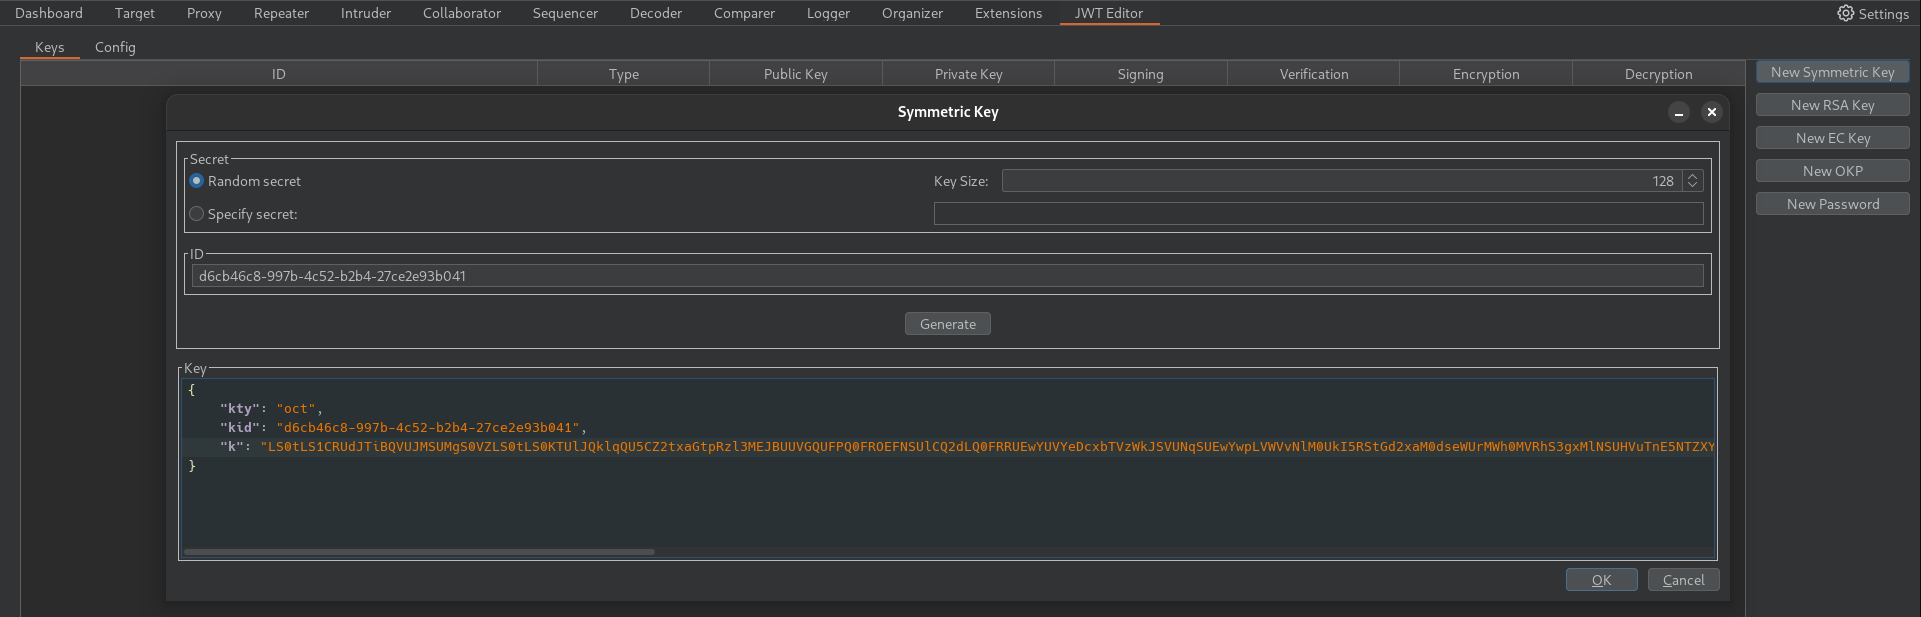 Dashboard Target Proxy Repeater Intruder Collaborator Sequencer Decoder Comparer Logger Organizer Extensions JWT Editor Settings
Keys Config
ID Type Public Key Private Key Signing Verification Encryption Decryption
New Symmetric Key
New RSA Key
New EC Key
New OKP
New Password
Symmetric Key
Secret
Random secret Key Size: 128
Specify secret:
ID
d6cb46c8-997b-4c52-b2b4-27ce2e93b041
Generate
Key
{
"kty": "oct",
"kid": "d6cb46c8-997b-4c52-b2b4-27ce2e93b041",
"k":
}
OK Cancel